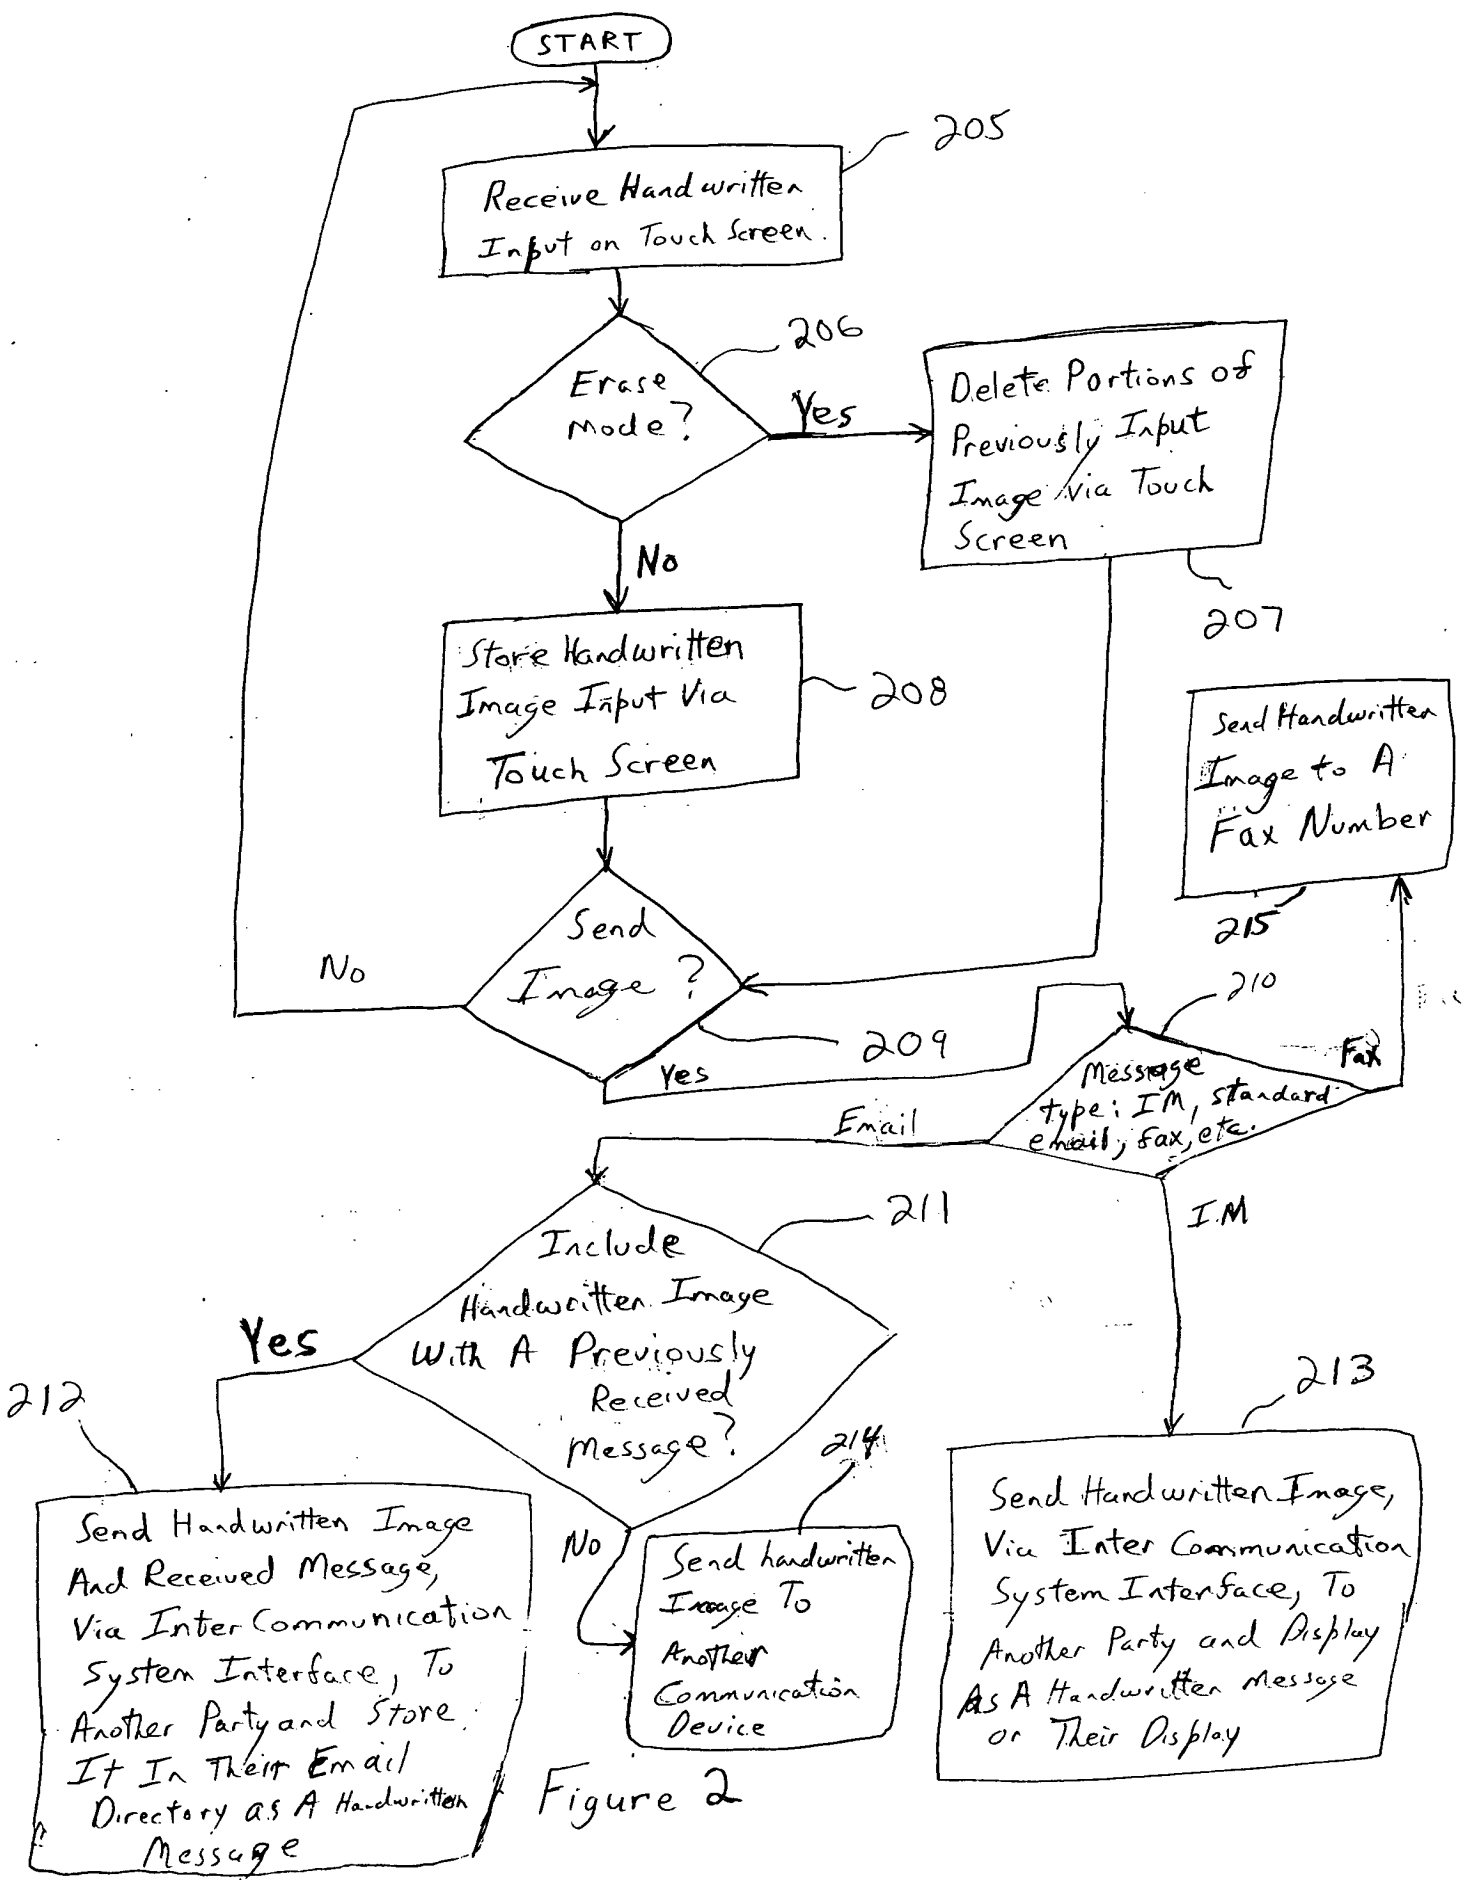 START
205
Receive Handwritten
Input on Touch Screen.
206
Erase
Mode?
Yes
Delete Portions of
Previously Input
Image via Touch
Screen
207
No
Store Handwritten
Image Input Via
Touch Screen
208
Send Handwritten
Image to A
Fax Number
215
Send
Image?
No
209
Yes
210
Message
type: IM, standard
email, fax, etc.
Fax
Email
I.M
211
Include
Handwritten Image
With A Previously
Received
Message?
Yes
No
212
Send Handwritten Image
And Received Message,
Via Inter Communication
System Interface, To
Another Party and Store
It In Their Email
Directory as A Handwritten
Message
214
Send handwritten
Image To
Another
Communication
Device
213
Send Handwritten Image,
Via Inter Communication
System Interface, To
Another Party and Display
As A Handwritten Message
or Their Display
Figure 2